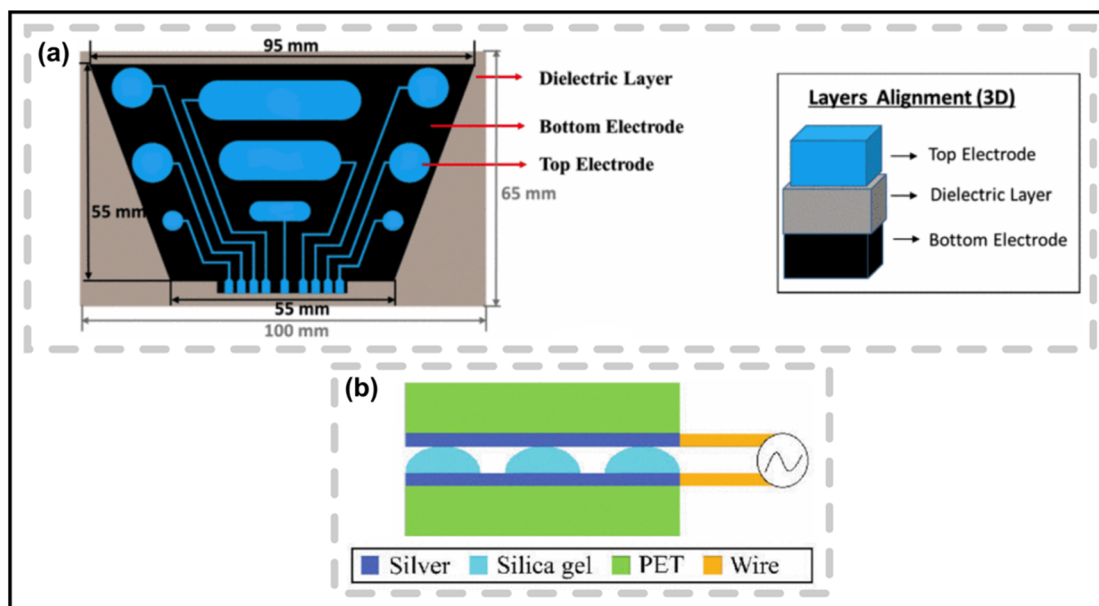 (a)
95 mm
Dielectric Layer
Bottom Electrode
Top Electrode
55 mm
65 mm
55 mm
100 mm
Layers Alignment (3D)
Top Electrode
Dielectric Layer
Bottom Electrode
(b)
Silver Silica gel PET Wire